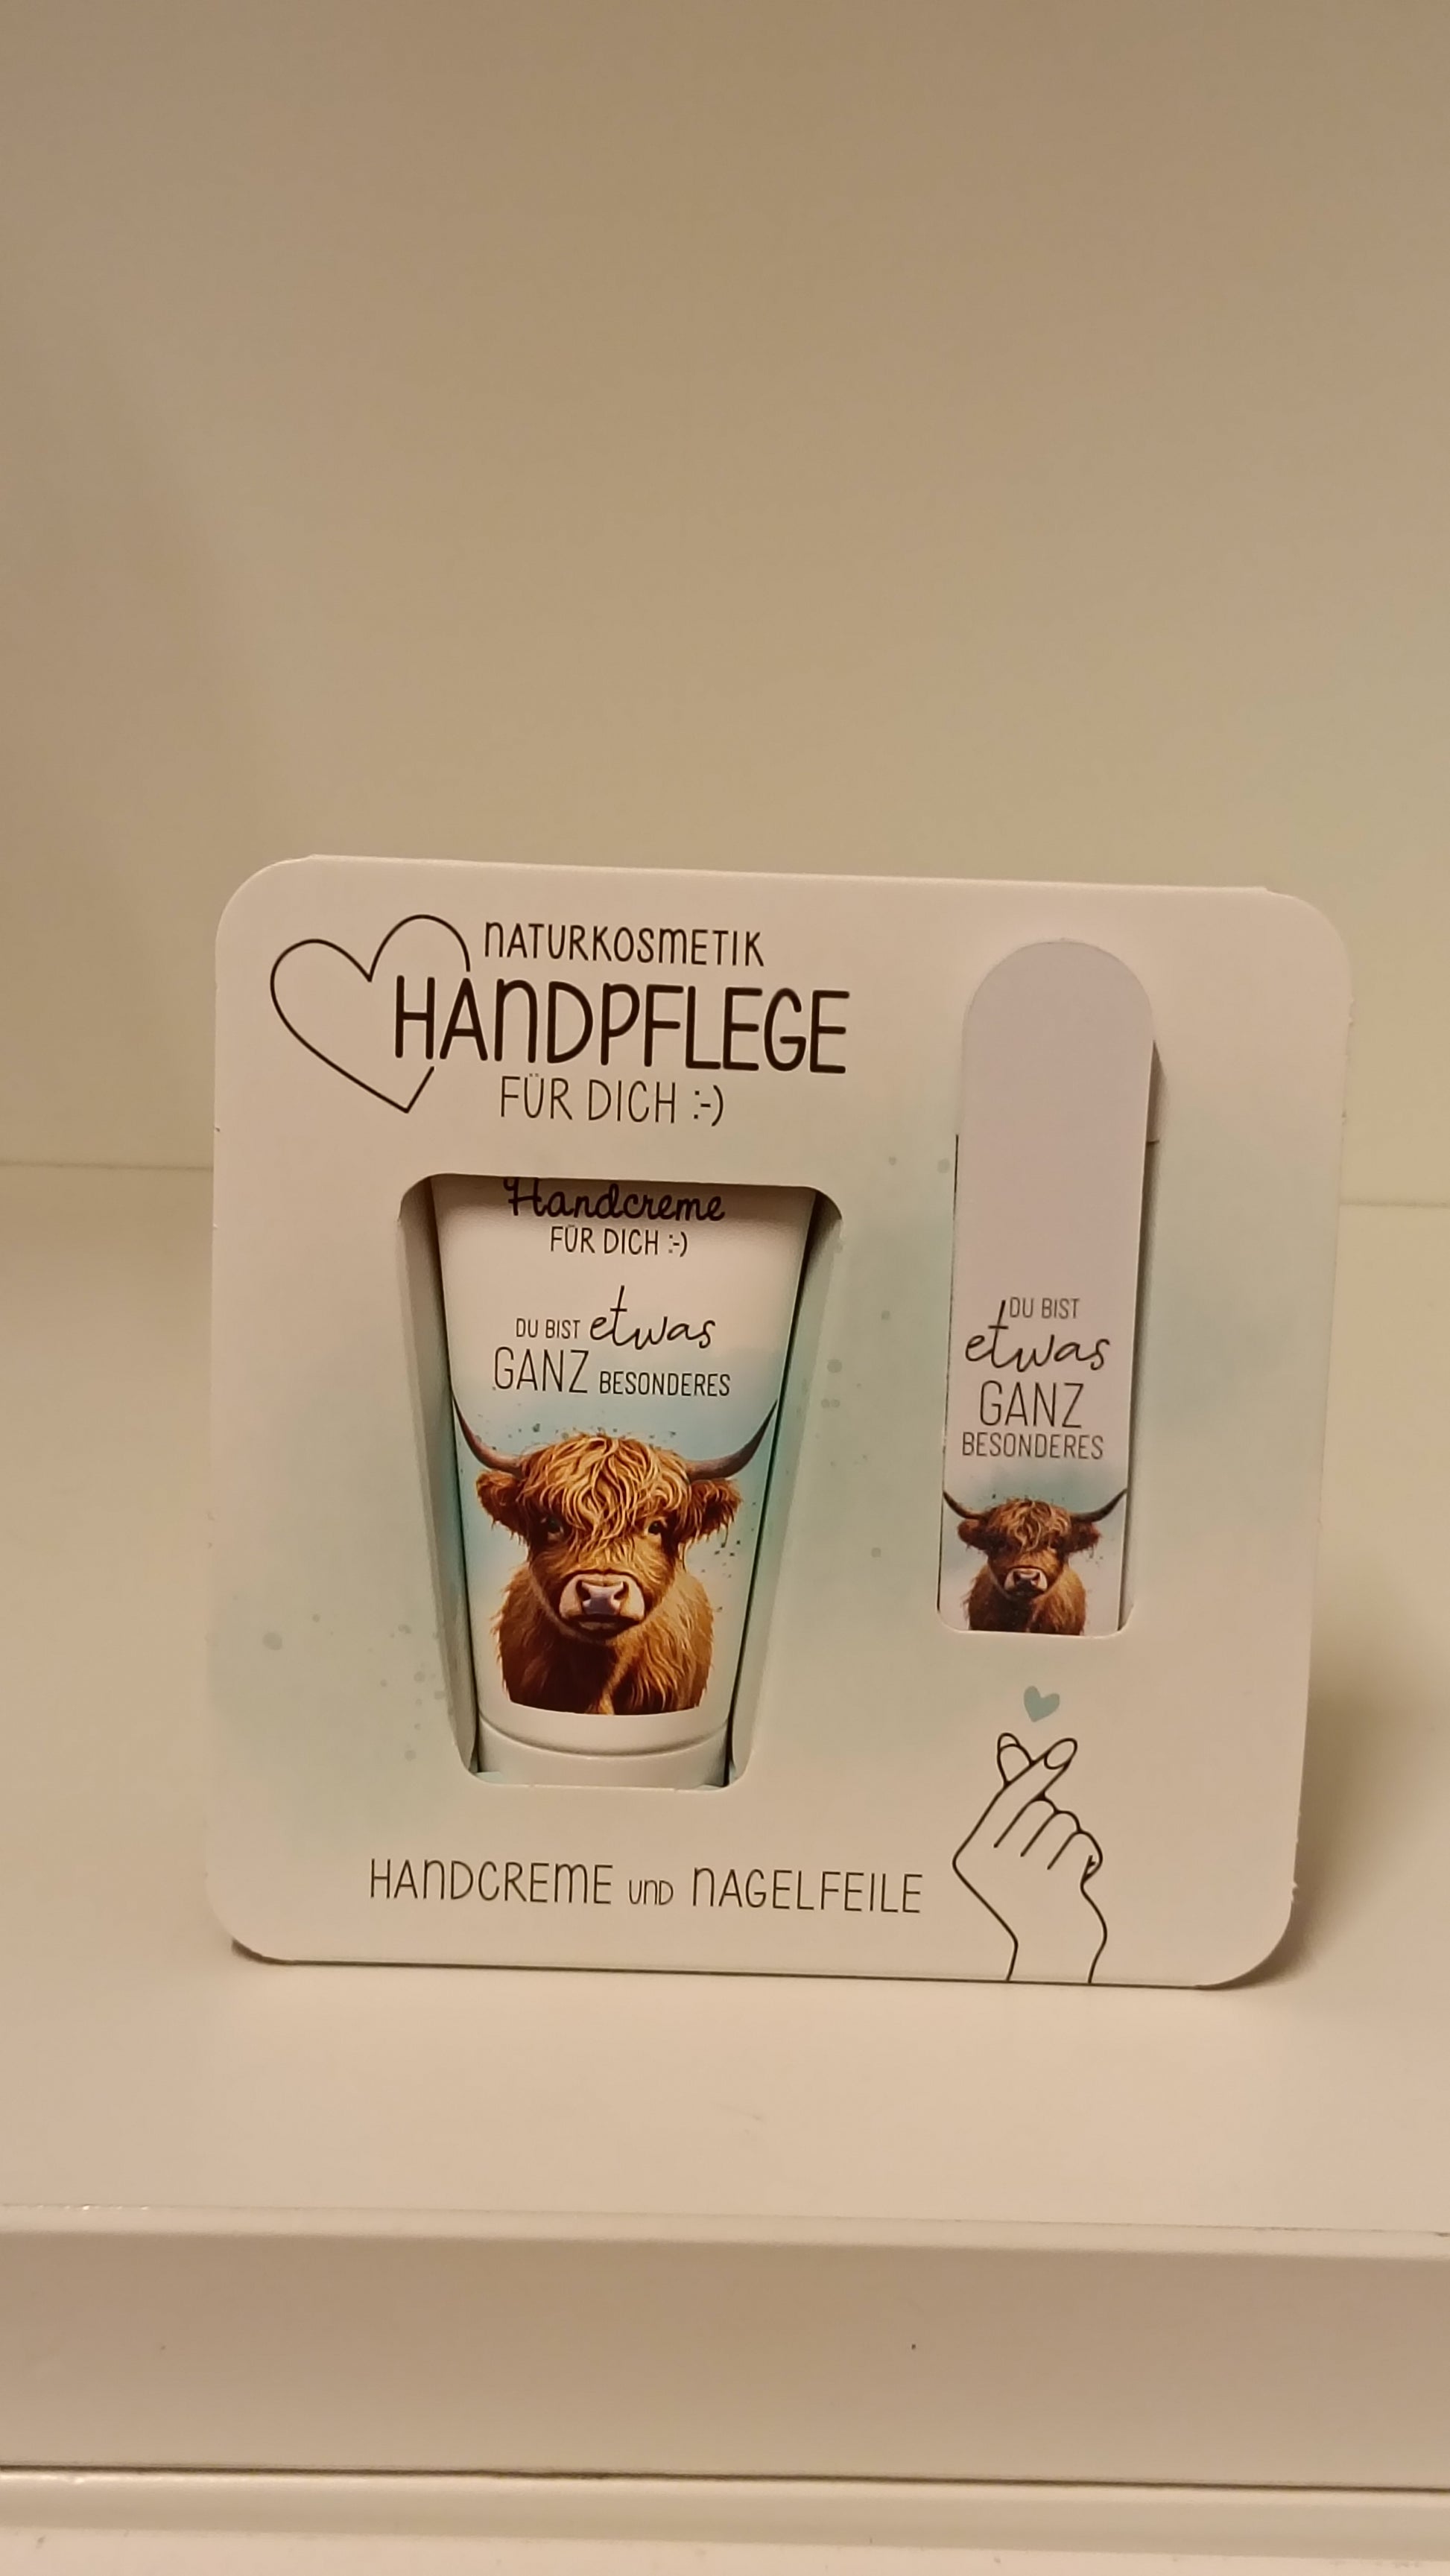 NATURKOSMETIK
HANDPFLEGE
FÜR DICH :-)
Handcreme
FÜR DICH :-)
DU BIST etwas
GANZ BESONDERES
DU BIST
etwas
GANZ
BESONDERES
HANDCREME UND NAGELFEILE